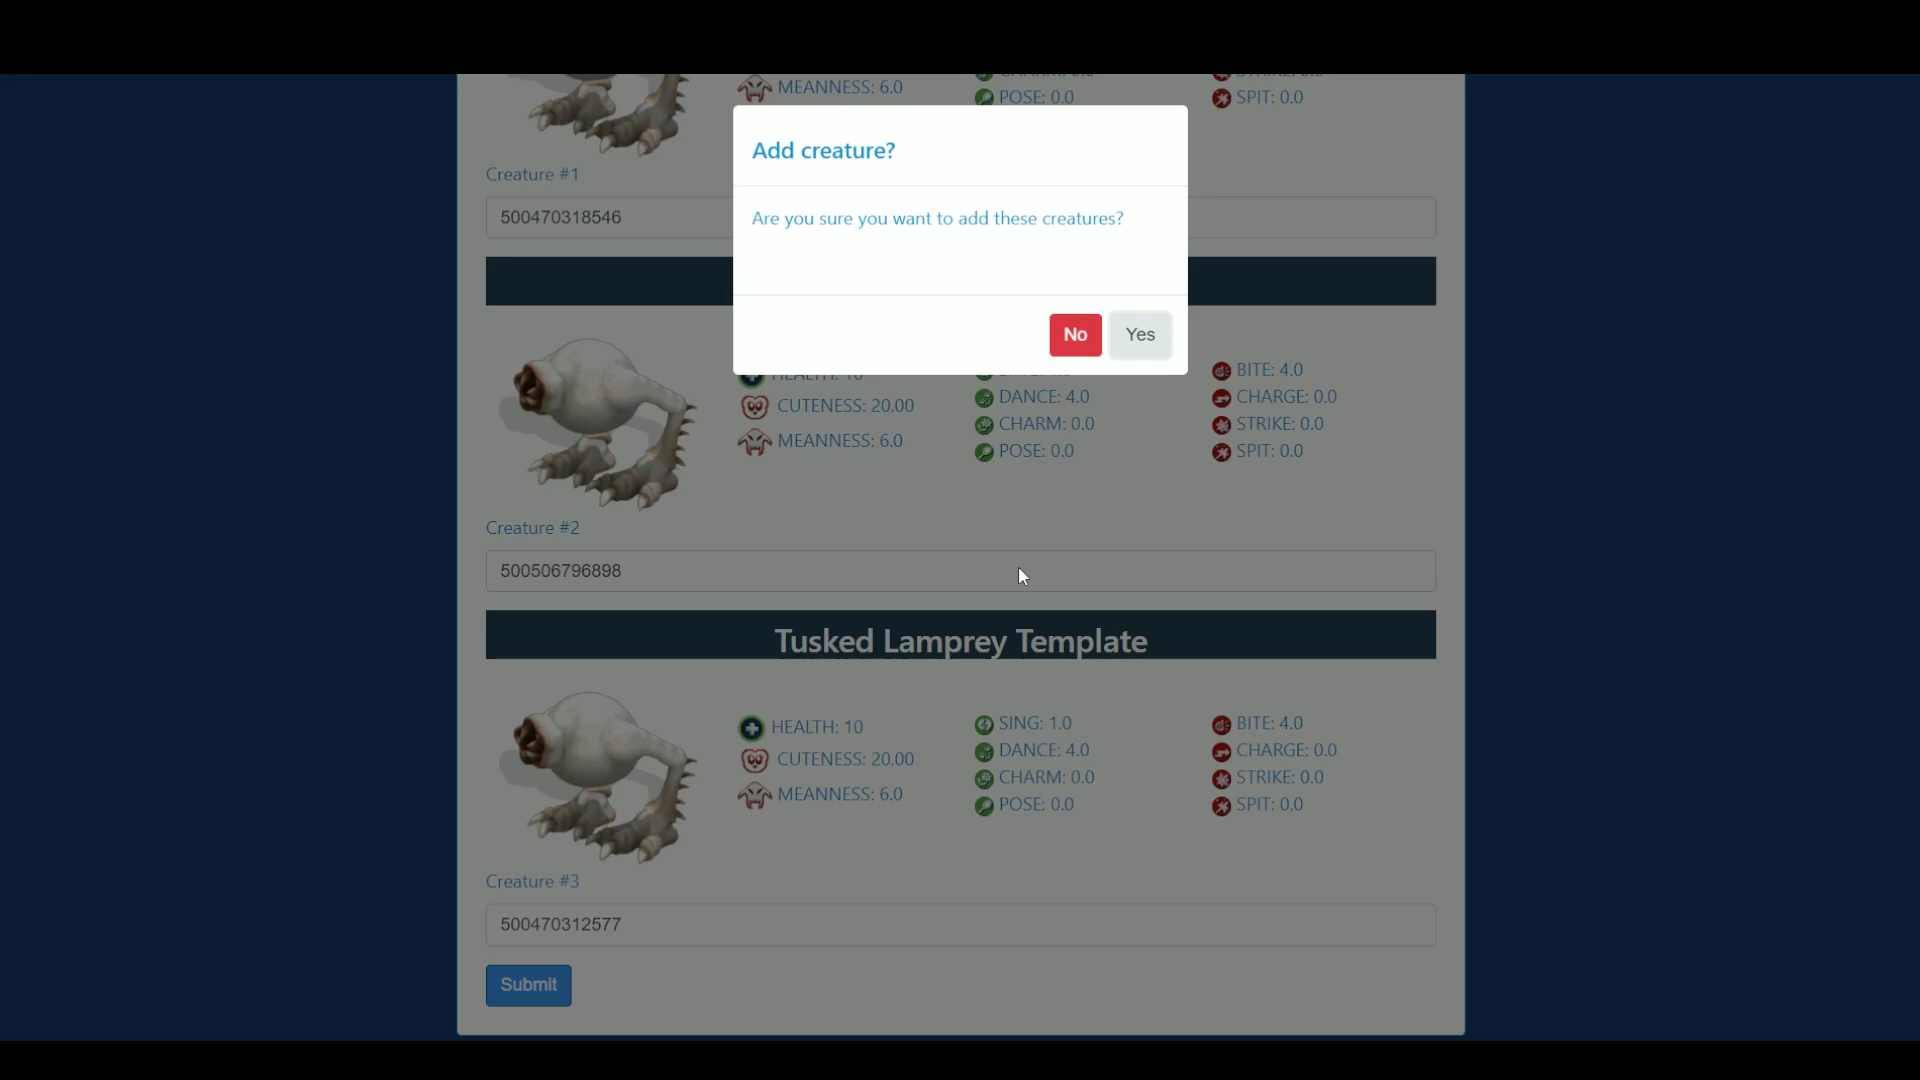 MEANNESS: 6.0
POSE: 0.0
SPIT: 0.0
Add creature?
Creature #1
500470318546
Are you sure you want to add these creatures?
No
Yes
BITE: 4.0
CUTENESS: 20.00
DANCE: 4.0
CHARGE: 0.0
CHARM: 0.0
STRIKE: 0.0
MEANNESS: 6.0
POSE: 0.0
SPIT: 0.0
Creature #2
500506796898
Tusked Lamprey Template
HEALTH: 10
SING: 1.0
BITE: 4.0
CUTENESS: 20.00
DANCE: 4.0
CHARGE: 0.0
CHARM: 0.0
STRIKE: 0.0
MEANNESS: 6.0
POSE: 0.0
SPIT: 0.0
Creature #3
500470312577
Submit